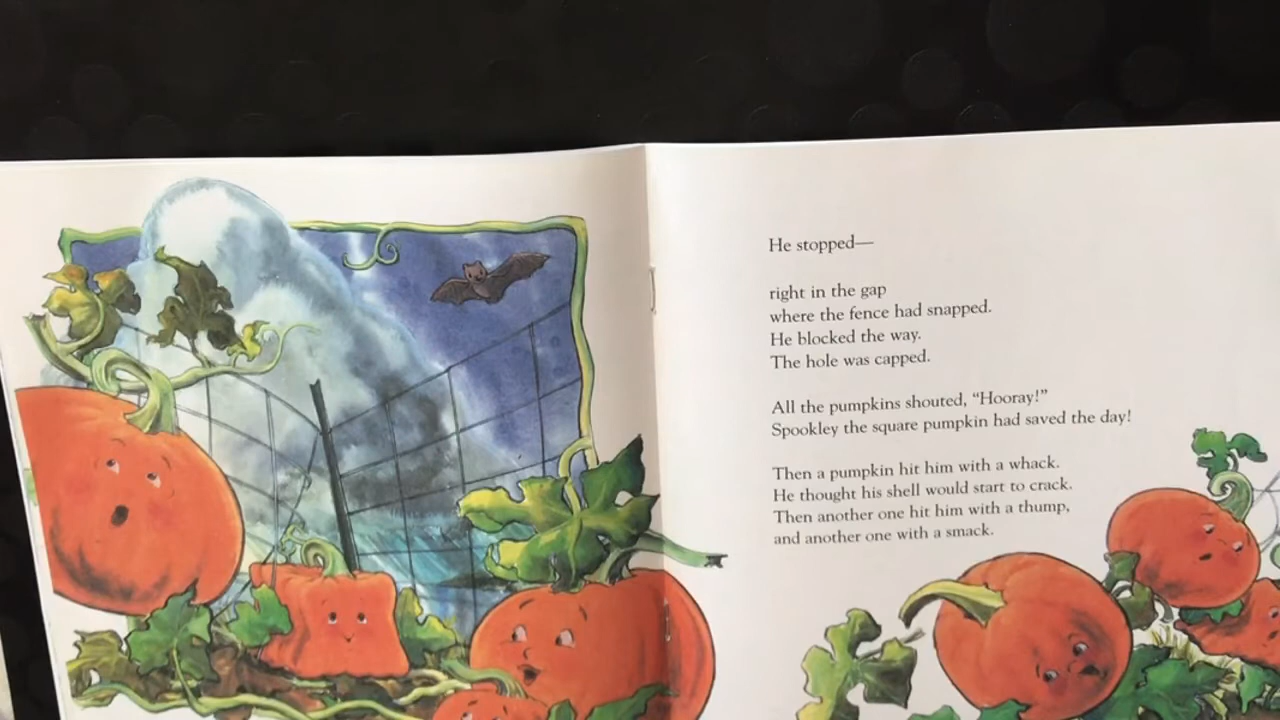 He stopped—
right in the gap
where the fence had snapped.
He blocked the way.
The hole was capped.
All the pumpkins shouted, “Hooray!”
Spookley the square pumpkin had saved the day!
Then a pumpkin hit him with a whack.
He thought his shell would start to crack.
Then another one hit him with a thump,
and another one with a smack.